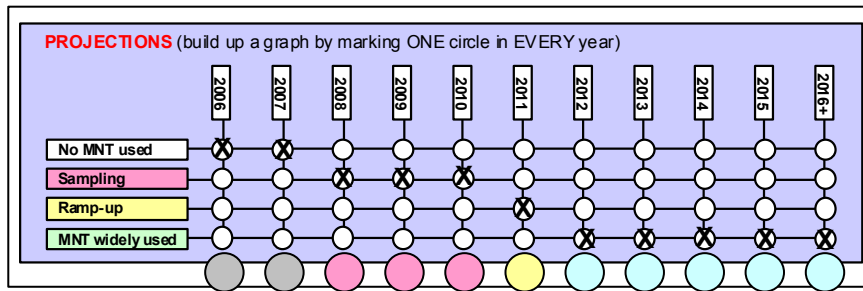 PROJECTIONS (build up a graph by marking ONE circle in EVERY year)
2006 2007 2008 2009 2010 2011 2012 2013 2014 2015 2016+
No MNT used X X
Sampling X X X
Ramp-up X
MNT widely used X X X X X